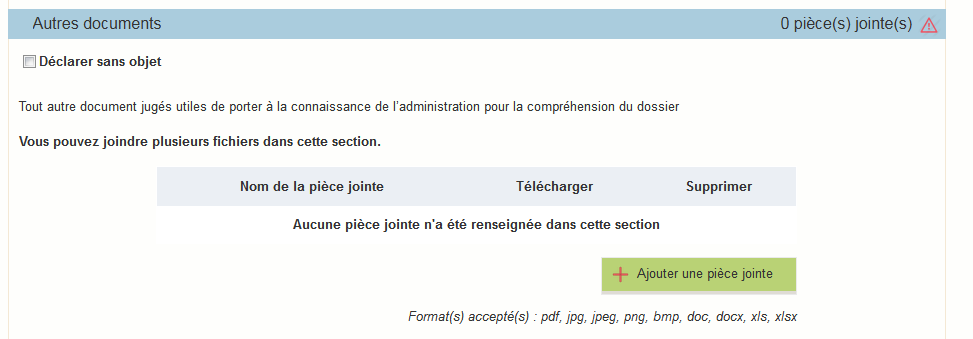 Autres documents 0 pièce(s) jointe(s)
Déclarer sans objet
Tout autre document jugés utiles de porter à la connaissance de l'administration pour la compréhension du dossier
Vous pouvez joindre plusieurs fichiers dans cette section.
Nom de la pièce jointe Télécharger Supprimer
Aucune pièce jointe n'a été renseignée dans cette section
Ajouter une pièce jointe
Format(s) accepté(s) : pdf, jpg, jpeg, png, bmp, doc, docx, xls, xlsx